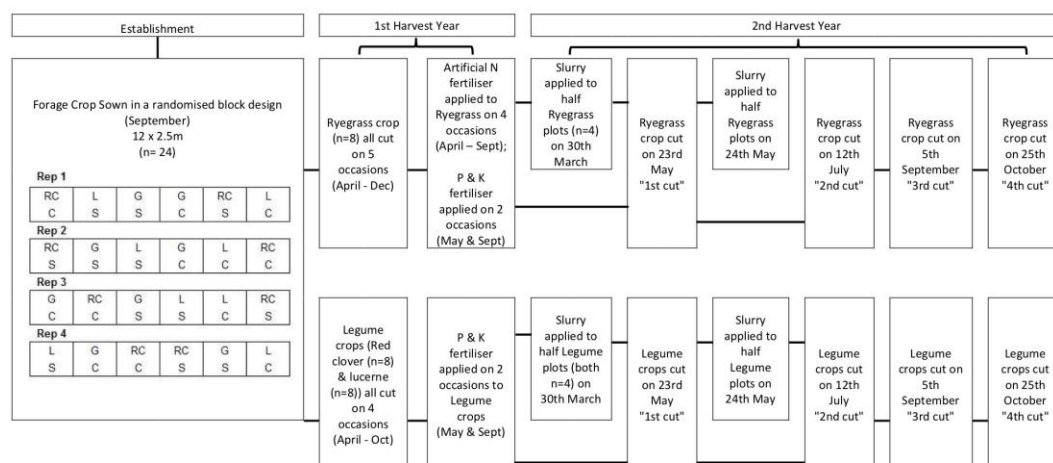 Establishment
1st Harvest Year
2nd Harvest Year
Forage Crop Sown in a randomised block design
(September)
12 x 2.5m
(n= 24)
Rep 1
RC L G G RC L
C S S C S C
Rep 2
RC G L G L RC
S S S C C C
Rep 3
G RC G L L RC
C C S S C S
Rep 4
L G RC RC G L
S C C S S C
Ryegrass crop
(n=8) all cut
on 5
occasions
(April - Dec)
Artificial N
fertiliser
applied to
Ryegrass on 4
occasions
(April – Sept);
P & K
fertiliser
applied on 2
occasions
(May & Sept)
Slurry
applied to
half
Ryegrass
plots (n=4)
on 30th
March
Ryegrass
crop cut
on 23rd
May
"1st cut"
Slurry
applied to
half
Ryegrass
plots on
24th May
Ryegrass
crop cut
on 12th
July
"2nd cut"
Ryegrass
crop cut on
5th
September
"3rd cut"
Ryegrass
crop cut
on 25th
October
"4th cut"
Legume
crops (Red
clover (n=8)
& lucerne
(n=8)) all cut
on 4
occasions
(April - Oct)
P & K
fertiliser
applied on 2
occasions to
Legume
crops
(May & Sept)
Slurry
applied to
half Legume
plots (both
n=4) on
30th March
Legume
crops cut
on 23rd
May
"1st cut"
Slurry
applied to
half
Legume
plots on
24th May
Legume
crops cut
on 12th
July
"2nd cut"
Legume
crops cut on
5th
September
"3rd cut"
Legume
crops cut
on 25th
October
"4th cut"